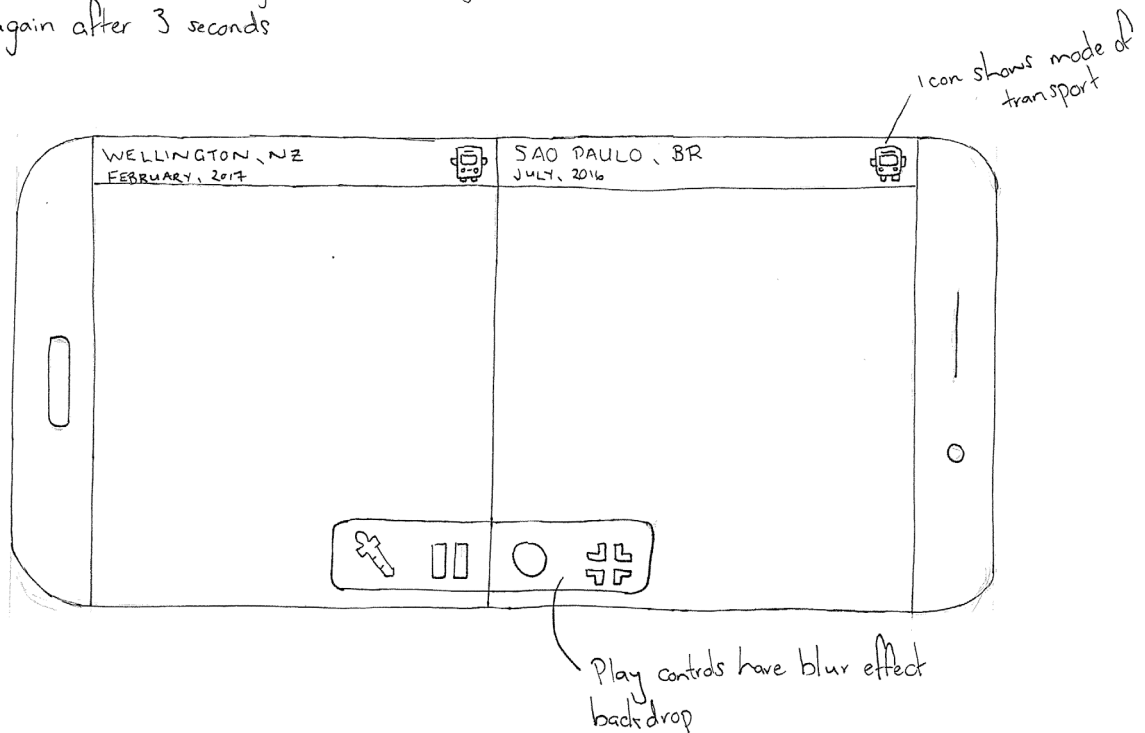 again after 3 seconds
Icon shows mode of
transport
WELLINGTON, NZ
FEBRUARY, 2017
SAO PAULO, BR
JULY, 2016
Play controls have blur effect
backdrop